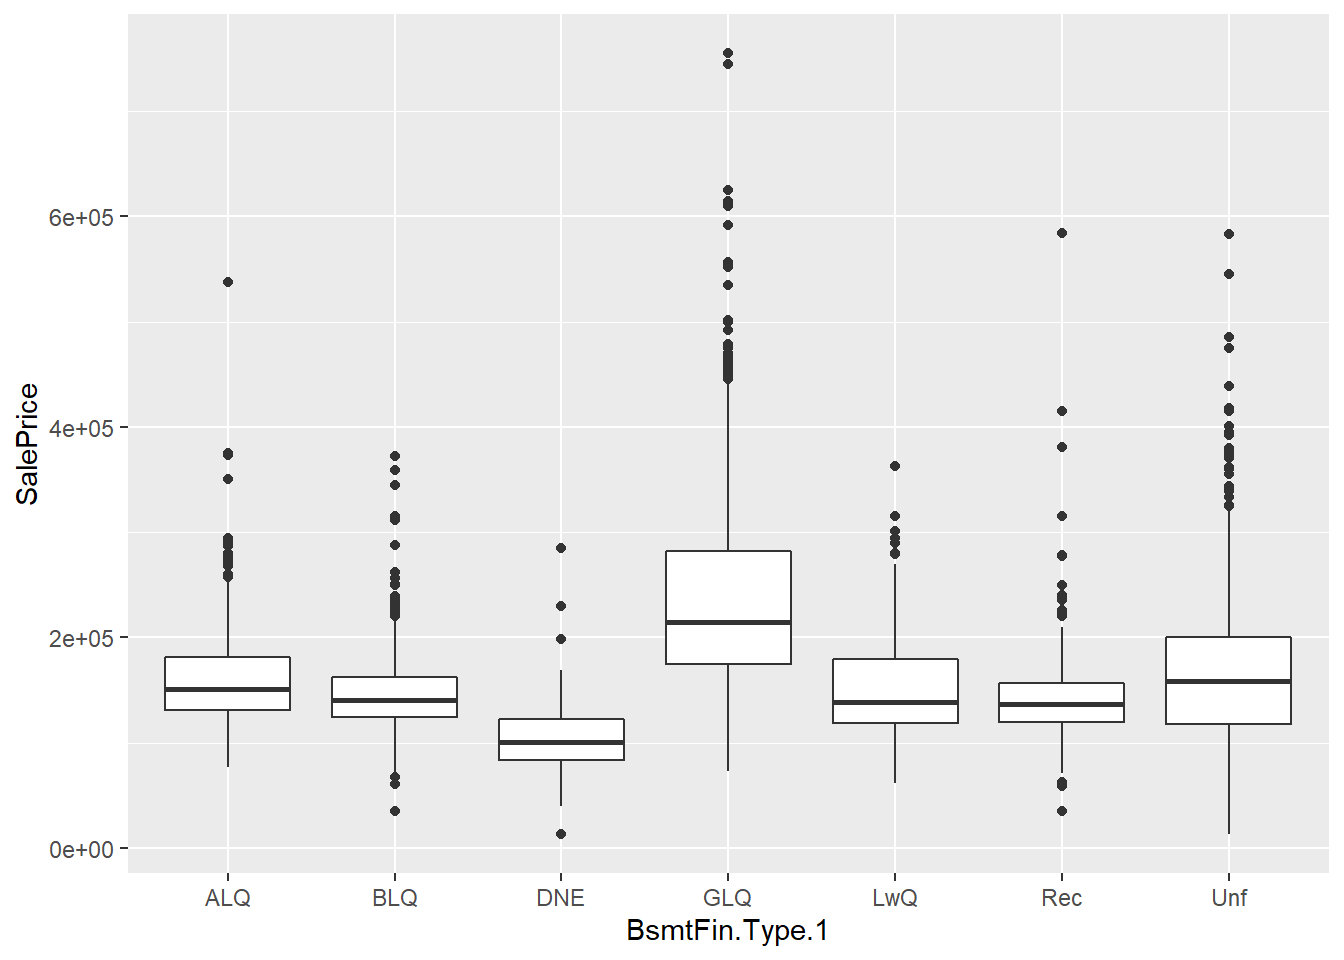 6e+05
4e+05
2e+05
0e+00
SalePrice
ALQ BLQ DNE GLQ LwQ Rec Unf
BsmtFin.Type.1